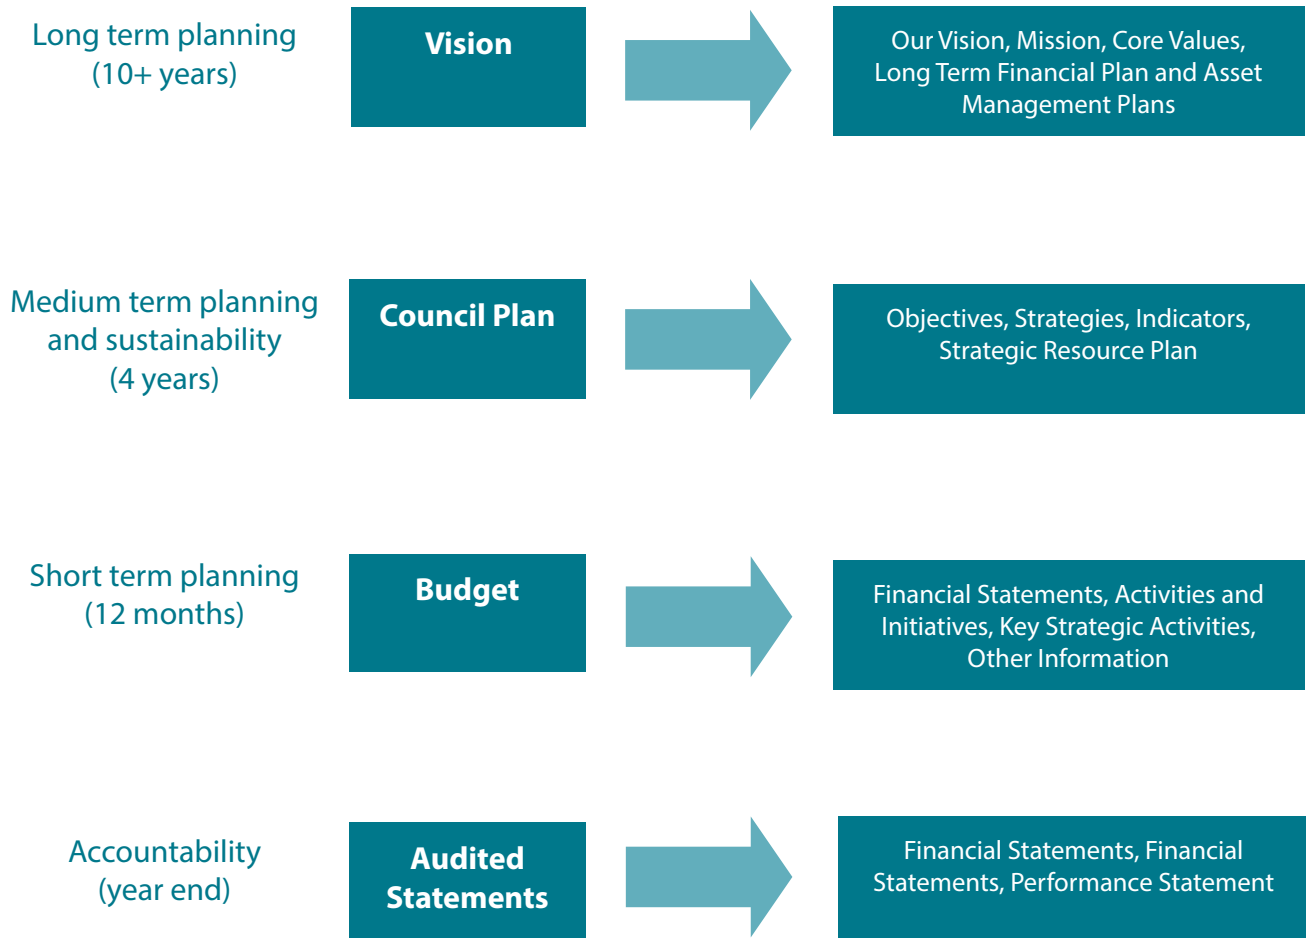 Long term planning
(10+ years)
Vision
Our Vision, Mission, Core Values,
Long Term Financial Plan and Asset
Management Plans
Medium term planning
and sustainability
(4 years)
Council Plan
Objectives, Strategies, Indicators,
Strategic Resource Plan
Short term planning
(12 months)
Budget
Financial Statements, Activities and
Initiatives, Key Strategic Activities,
Other Information
Accountability
(year end)
Audited
Statements
Financial Statements, Financial
Statements, Performance Statement